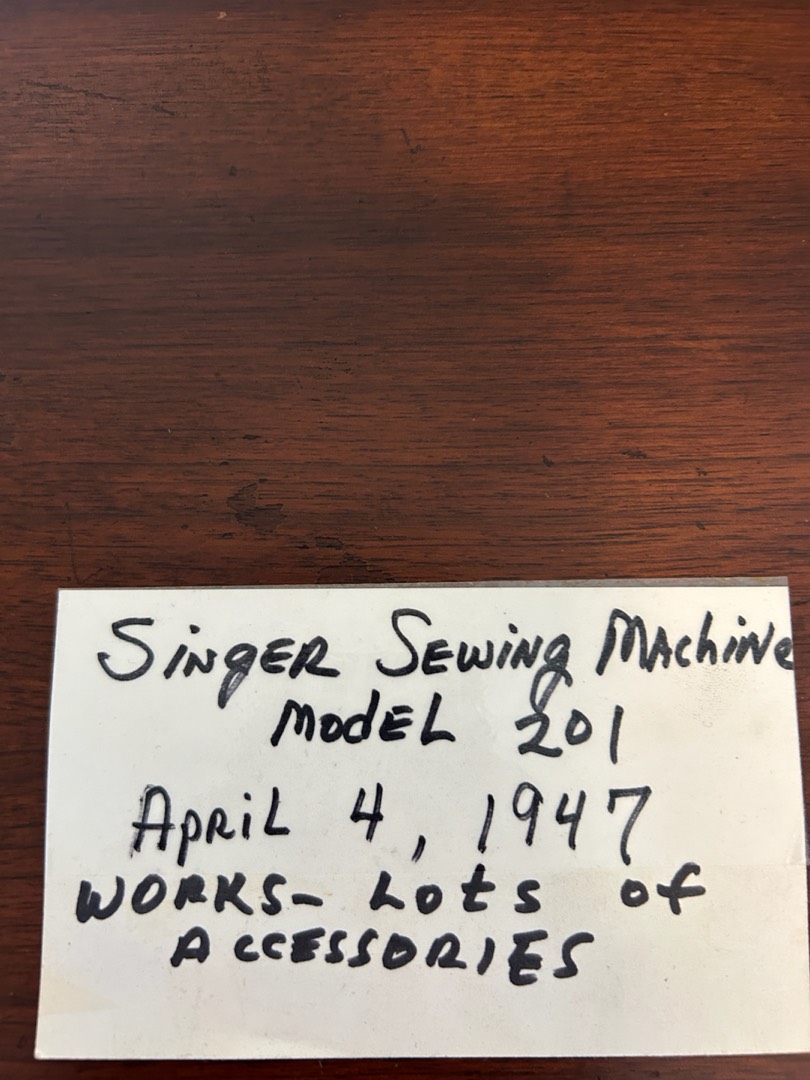 Singer Sewing Machine
Model 201
April 4, 1947
Works- Lots of
Accessories